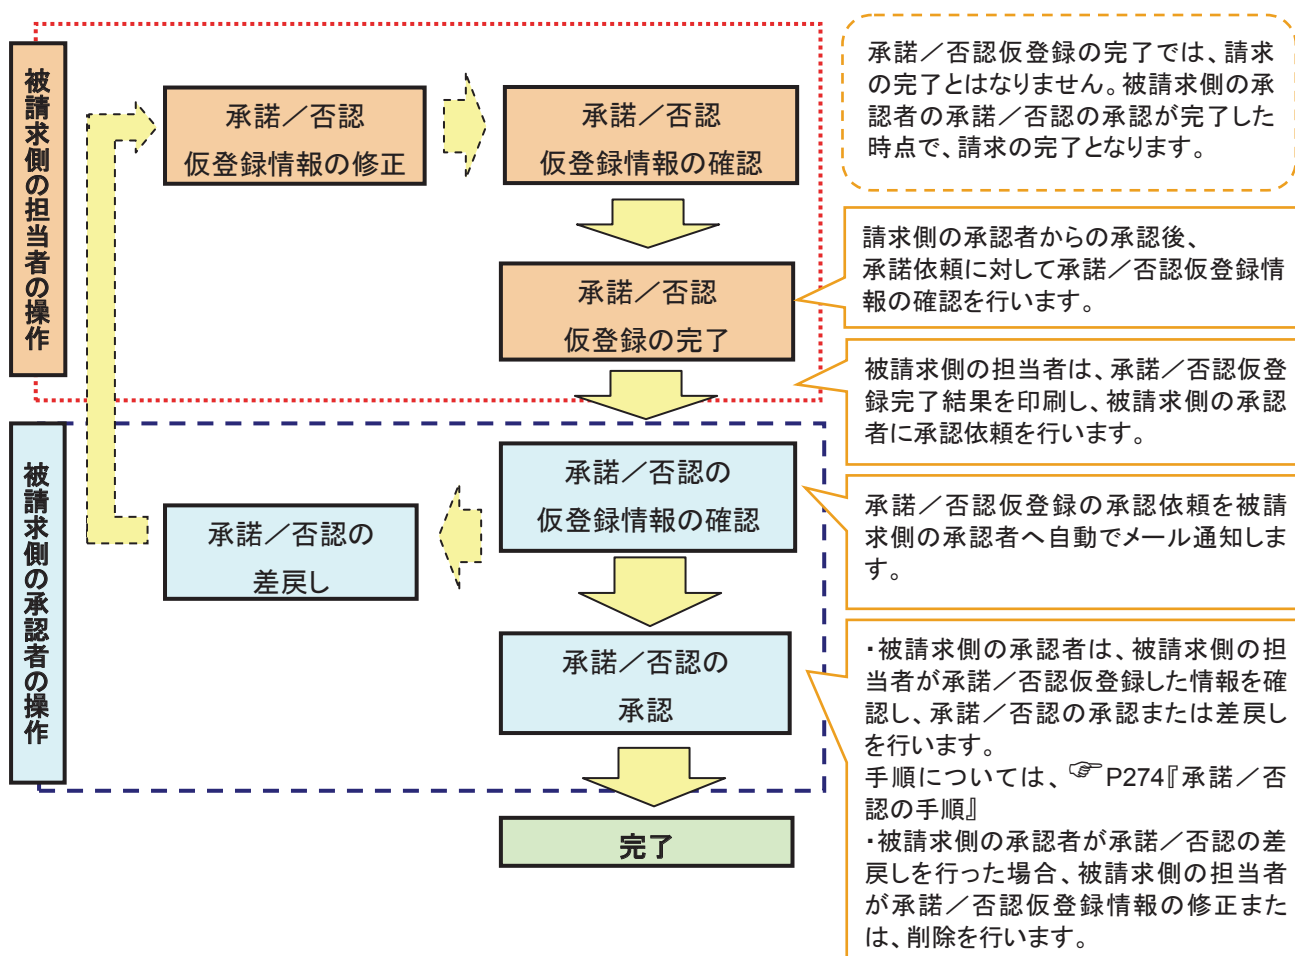 被請求側の担当者の操作
承諾／否認
仮登録情報の修正
承諾／否認
仮登録情報の確認
承諾／否認
仮登録の完了
被請求側の承認者の操作
承諾／否認の
仮登録情報の確認
承諾／否認の
差戻し
承諾／否認の
承認
完了
承諾／否認仮登録の完了では、請求
の完了とはなりません。被請求側の承
認者の承諾／否認の承認が完了した
時点で、請求の完了となります。
請求側の承認者からの承認後、
承諾依頼に対して承諾／否認仮登録情
報の確認を行います。
被請求側の担当者は、承諾／否認仮登
録完了結果を印刷し、被請求側の承認
者に承認依頼を行います。
承諾／否認仮登録の承認依頼を被請
求側の承認者へ自動でメール通知しま
す。
・被請求側の承認者は、被請求側の担
当者が承諾／否認仮登録した情報を確
認し、承諾／否認の承認または差戻し
を行います。
手順については、☞P274『承諾／否
認の手順』
・被請求側の承認者が承諾／否認の差
戻しを行った場合、被請求側の担当者
が承諾／否認仮登録情報の修正また
は、削除を行います。